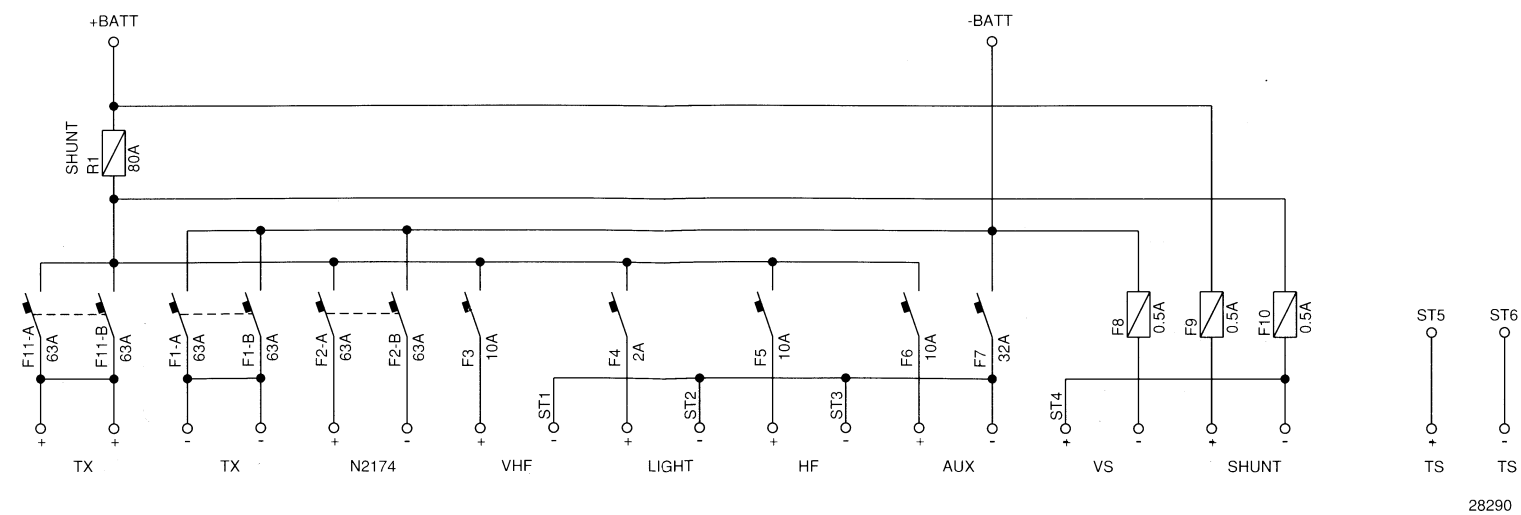 +BATT
-BATT
SHUNT
R1
80A
F11-A
63A
F11-B
63A
F1-A
63A
F1-B
63A
F2-A
63A
F2-B
63A
F3
10A
F4
2A
F5
10A
F6
10A
F7
32A
F8
0.5A
F9
0.5A
F10
0.5A
ST5
ST6
ST1
ST2
ST3
ST4
+ + - - + - + - + - + - + - + - + - + -
TX TX N2174 VHF LIGHT HF AUX VS SHUNT TS TS
28290